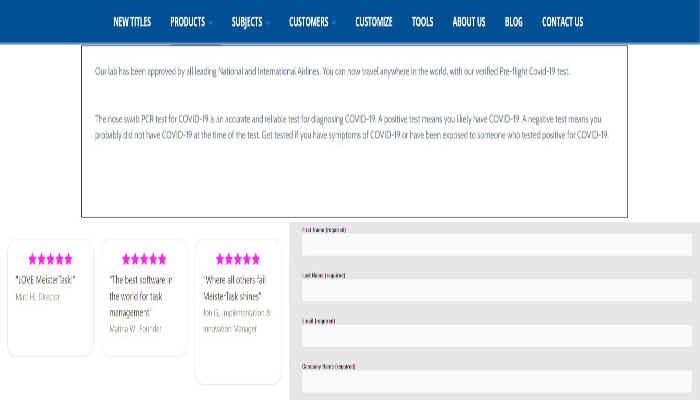 NEW TITLES PRODUCTS SUBJECTS CUSTOMERS CUSTOMIZE TOOLS ABOUT US BLOG CONTACT US
Our lab has been approved by all leading National and International Airlines. You can now travel anywhere in the world, with our verified Pre-flight Covid-19 test.
The nose swab PCR test for COVID-19 is an accurate and reliable test for diagnosing COVID-19. A positive test means you likely have COVID-19. A negative test means you
probably did not have COVID-19 at the time of the test. Get tested if you have symptoms of COVID-19 or have been exposed to someone who tested positive for COVID-19.
"LOVE MeisterTask!"
Matt H., Director
"The best software in
the world for task
management"
Marina W., Founder
"Where all others fail
MeisterTask shines"
Jon G, Implementation &
Innovation Manager
First Name (required)
Last Name (required)
Email (required)
Company Name (required)